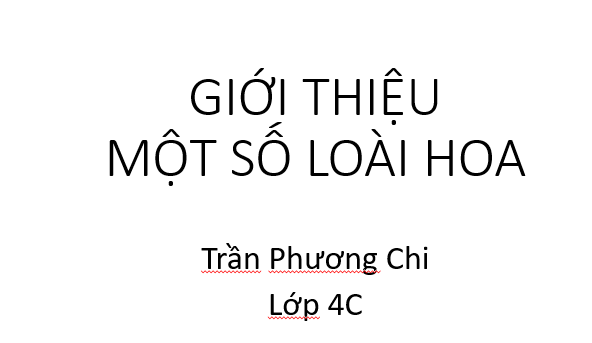 GIỚI THIỆU
MỘT SỐ LOÀI HOA
Trần Phương Chi
Lớp 4C